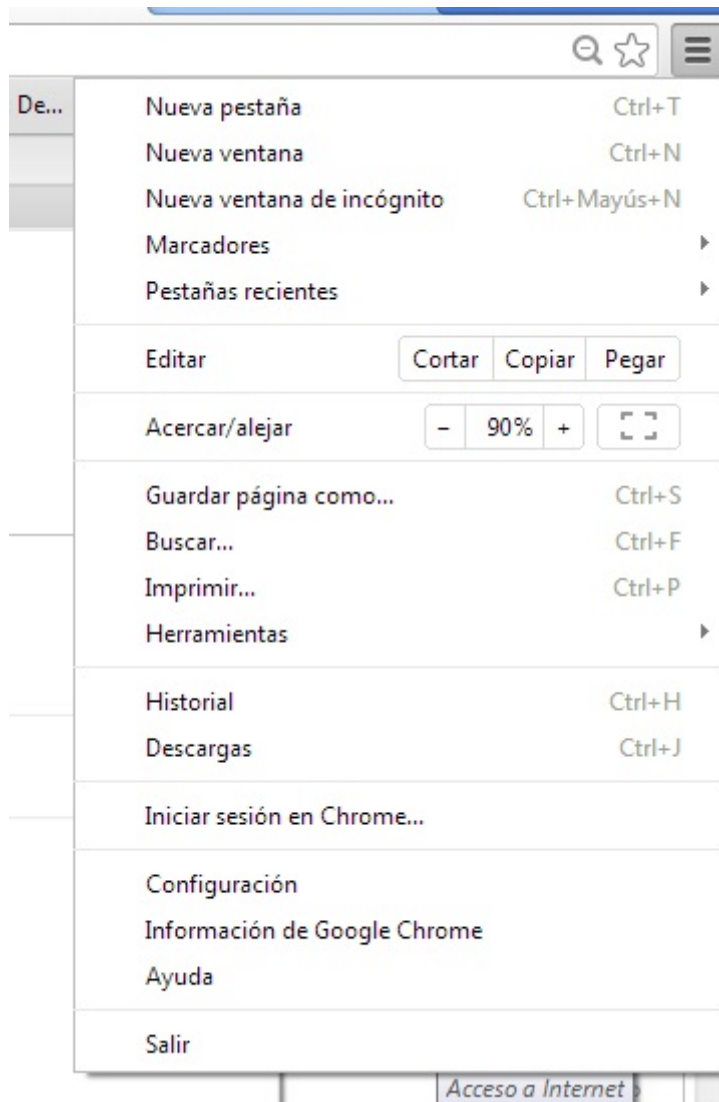 De...
Nueva pestaña Ctrl+T
Nueva ventana Ctrl+N
Nueva ventana de incógnito Ctrl+Mayús+N
Marcadores
Pestañas recientes
Editar Cortar Copiar Pegar
Acercar/alejar - 90% +
Guardar página como... Ctrl+S
Buscar... Ctrl+F
Imprimir... Ctrl+P
Herramientas
Historial Ctrl+H
Descargas Ctrl+J
Iniciar sesión en Chrome...
Configuración
Información de Google Chrome
Ayuda
Salir
Acceso a Internet